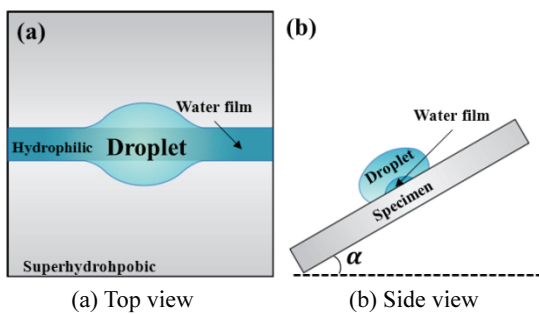 (a)
Water film
Hydrophilic
Droplet
Superhydrohpobic
(a) Top view
(b)
Water film
Droplet
Specimen
α
(b) Side view